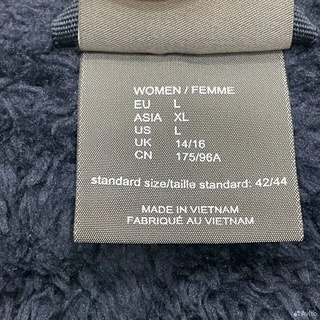 WOMEN / FEMME
EU L
ASIA XL
US L
UK 14/16
CN 175/96A
standard size/taille standard: 42/44
MADE IN VIETNAM
FABRIQUÉ AU VIETNAM
Avito